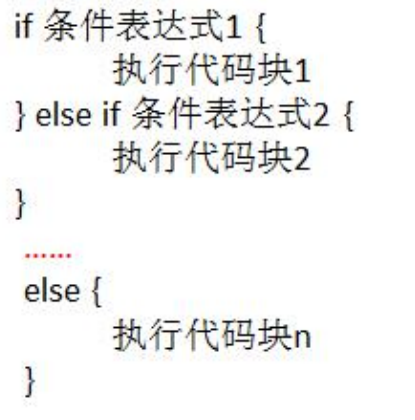 if 条件表达式1 {
执行代码块1
} else if 条件表达式2 {
执行代码块2
}
......
else {
执行代码块n
}